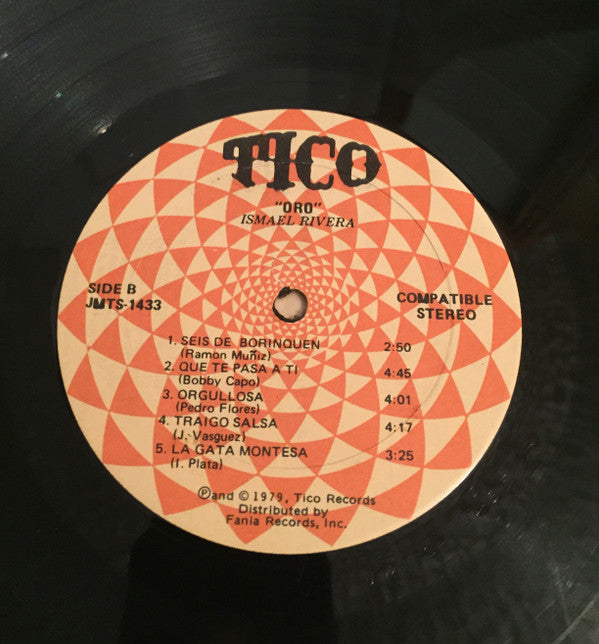 TICO
"ORO"
ISMAEL RIVERA
SIDE B
JMTS-1433
COMPATIBLE
STEREO
1. SEIS DE BORINQUEN 2:50
(Ramon Muñiz)
2. QUE TE PASA A TI 4:45
(Bobby Capo)
3. ORGULLOSA 4:01
(Pedro Flores)
4. TRAIGO SALSA 4:17
(J. Vasguez)
5. LA GATA MONTESA 3:25
(I. Plata)
Ⓟand © 1979, Tico Records
Distributed by
Fania Records, Inc.